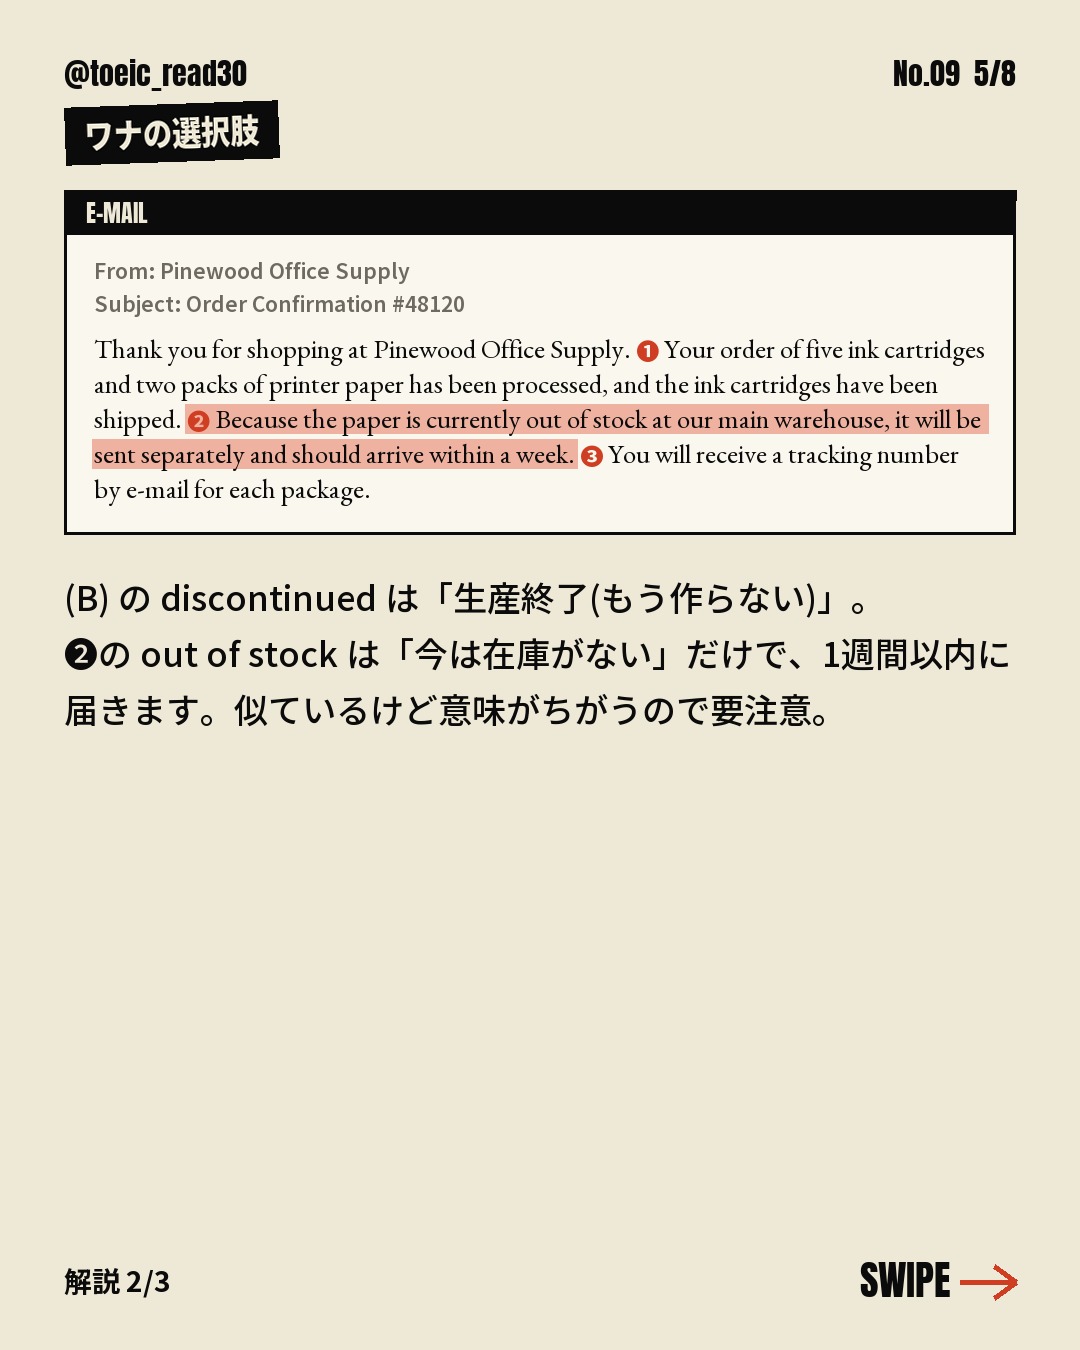 @toeic_read30
No.09 5/8
ワナの選択肢
E-MAIL
From: Pinewood Office Supply
Subject: Order Confirmation #48120
Thank you for shopping at Pinewood Office Supply. ❶ Your order of five ink cartridges
and two packs of printer paper has been processed, and the ink cartridges have been
shipped. ❷ Because the paper is currently out of stock at our main warehouse, it will be
sent separately and should arrive within a week. ❸ You will receive a tracking number
by e-mail for each package.
(B) の discontinued は「生産終了(もう作らない)」。
❷の out of stock は「今は在庫がない」だけで、1週間以内に
届きます。似ているけど意味がちがうので要注意。
解説 2/3
SWIPE